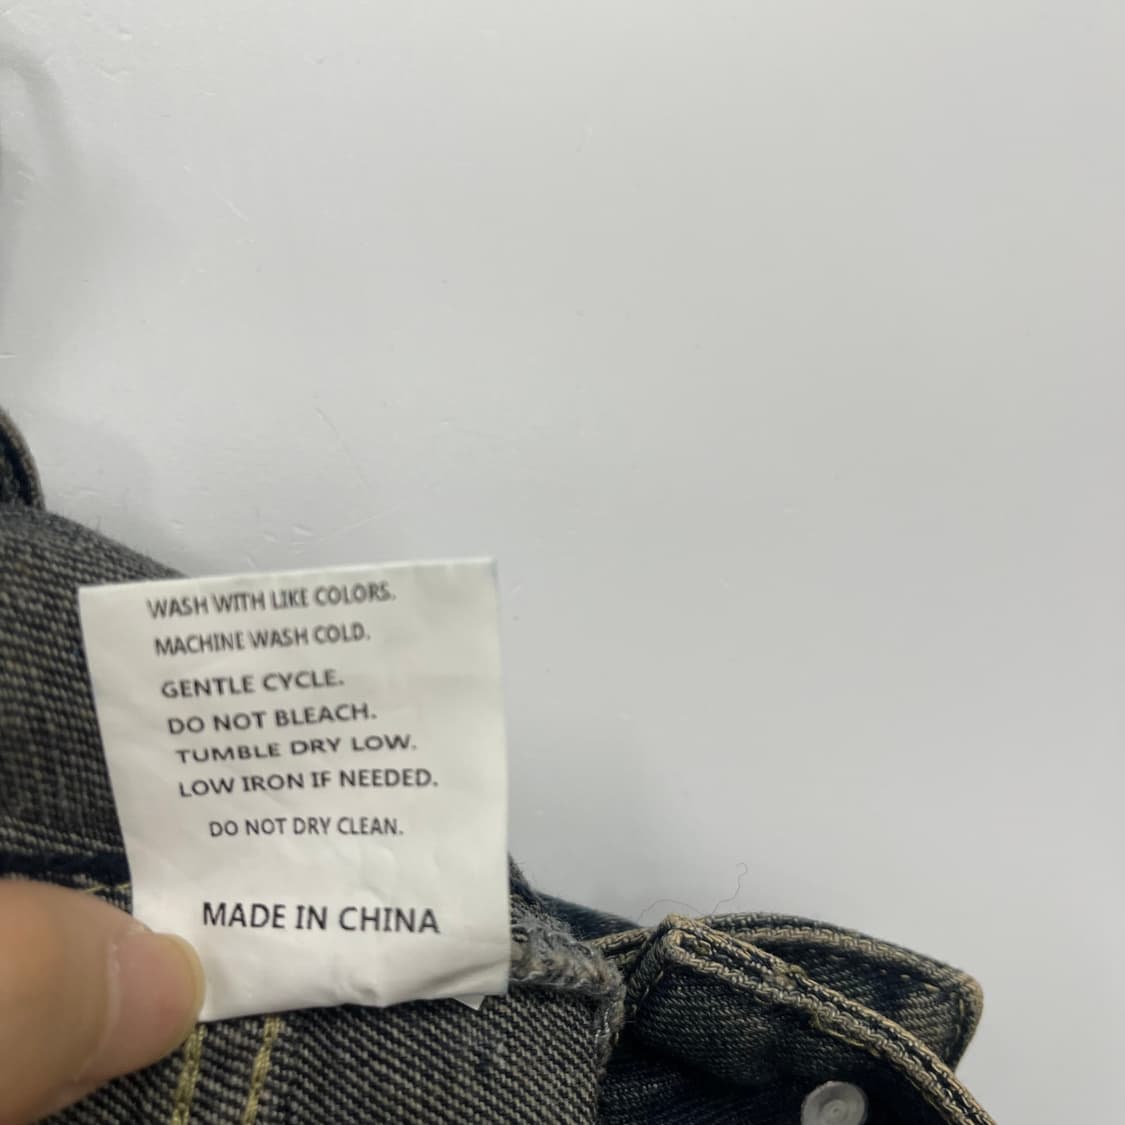 WASH WITH LIKE COLORS.
MACHINE WASH COLD.
GENTLE CYCLE.
DO NOT BLEACH.
TUMBLE DRY LOW.
LOW IRON IF NEEDED.
DO NOT DRY CLEAN.
MADE IN CHINA